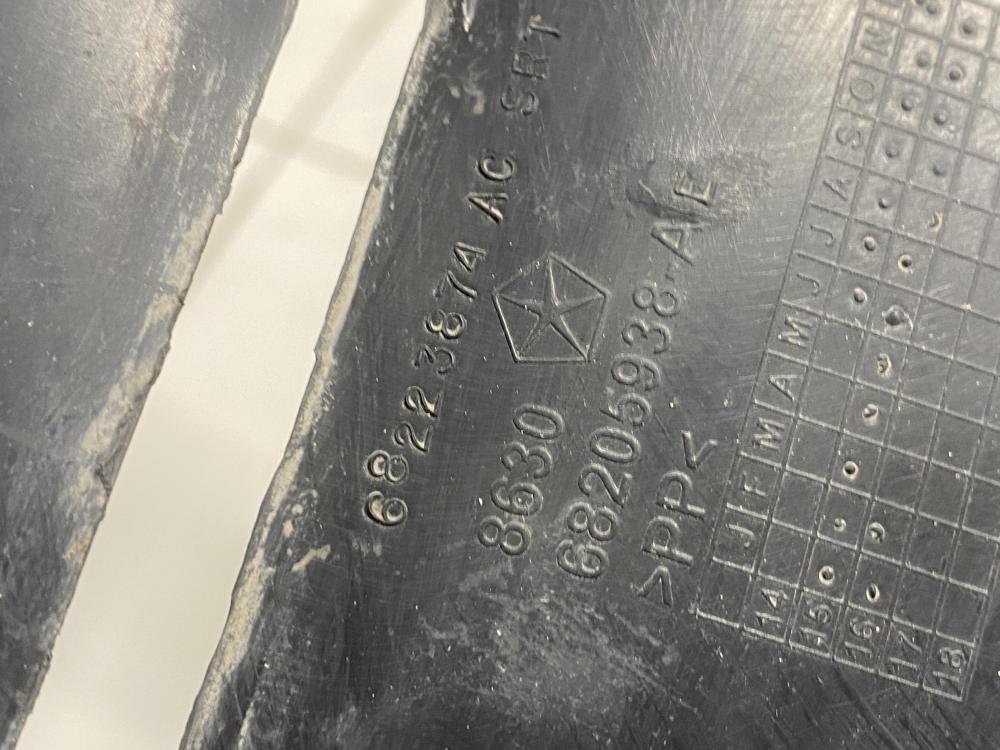 68223874 AC SRT
8630
68205938-AE
>PP<
J F M A M J J A S O N
14
15
16
17
18